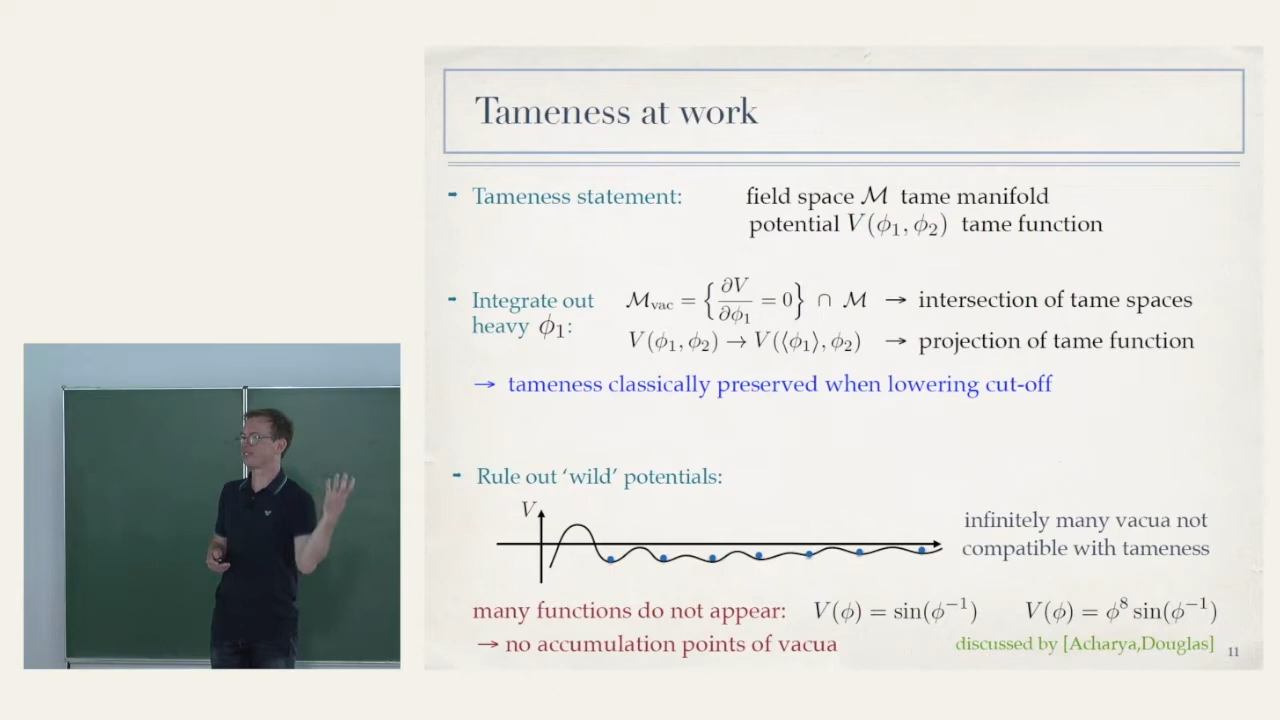 Tameness at work
Tameness statement: field space ℳ tame manifold
potential V(ϕ₁, ϕ₂) tame function
Integrate out heavy ϕ₁:
ℳ_vac = {∂V/∂ϕ₁ = 0} ∩ ℳ → intersection of tame spaces
V(ϕ₁, ϕ₂) → V(⟨ϕ₁⟩, ϕ₂) → projection of tame function
→ tameness classically preserved when lowering cut-off
Rule out ‘wild’ potentials:
V
infinitely many vacua not
compatible with tameness
many functions do not appear: V(ϕ) = sin(ϕ⁻¹) V(ϕ) = ϕ⁸ sin(ϕ⁻¹)
→ no accumulation points of vacua
discussed by [Acharya,Douglas]
11